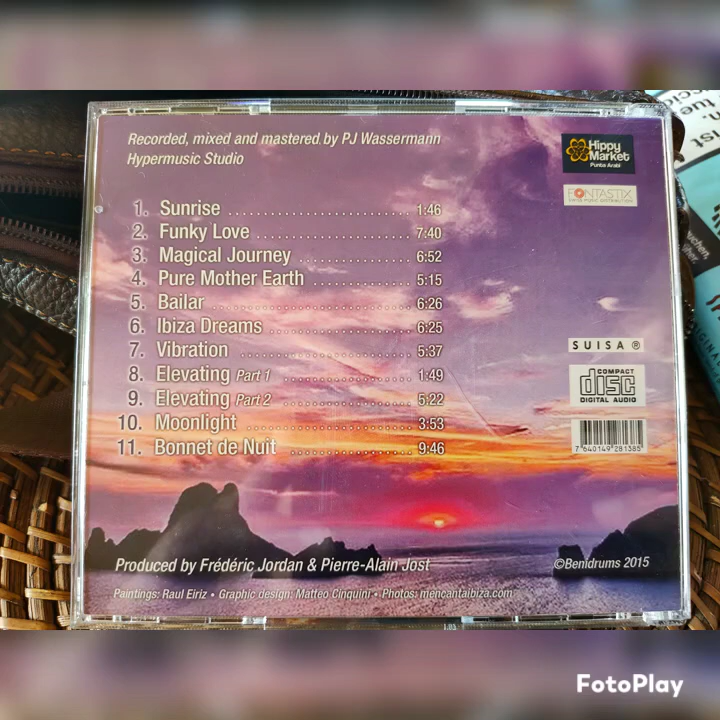 Recorded, mixed and mastered by PJ Wassermann
Hypermusic Studio
Hippy
Market
Punta Arabi
FONTASTIX
1. Sunrise 1:46
2. Funky Love 7:40
3. Magical Journey 6:52
4. Pure Mother Earth 5:15
5. Bailar 6:26
6. Ibiza Dreams 6:25
7. Vibration 5:37
8. Elevating Part 1 1:49
9. Elevating Part 2 5:22
10. Moonlight 3:53
11. Bonnet de Nuit 9:46
SUISA ®
COMPACT
disc
DIGITAL AUDIO
7640149281385
Produced by Frédéric Jordan & Pierre-Alain Jost
©Benidrums 2015
Paintings: Raul Eiriz • Graphic design: Matteo Cinquini • Photos: mencantaibiza.com
FotoPlay